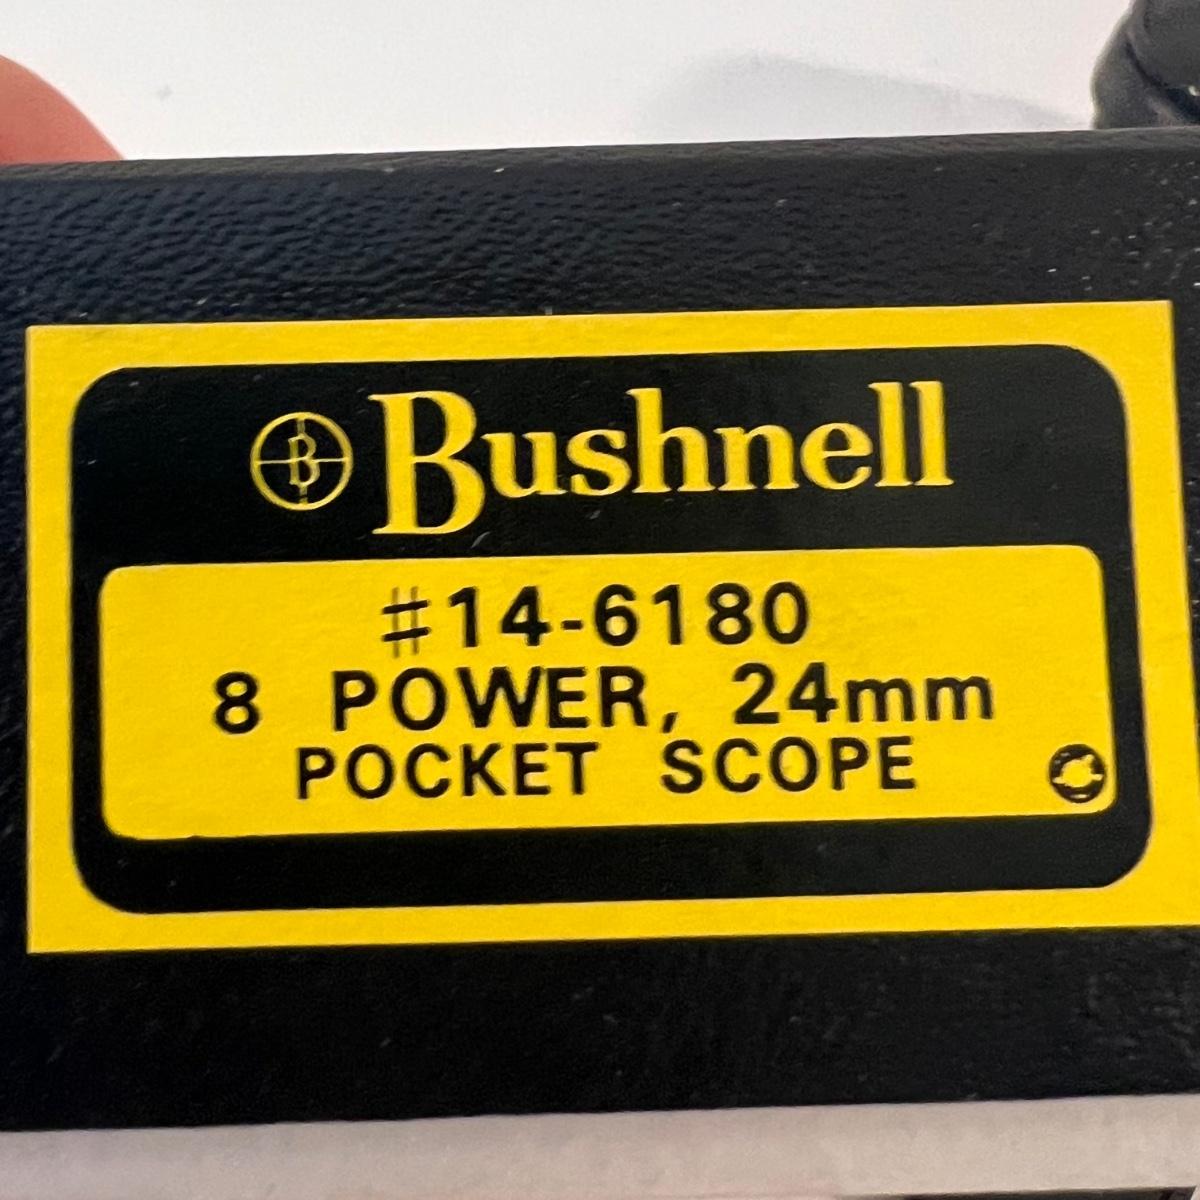 B Bushnell
#14-6180
8 POWER, 24mm
POCKET SCOPE